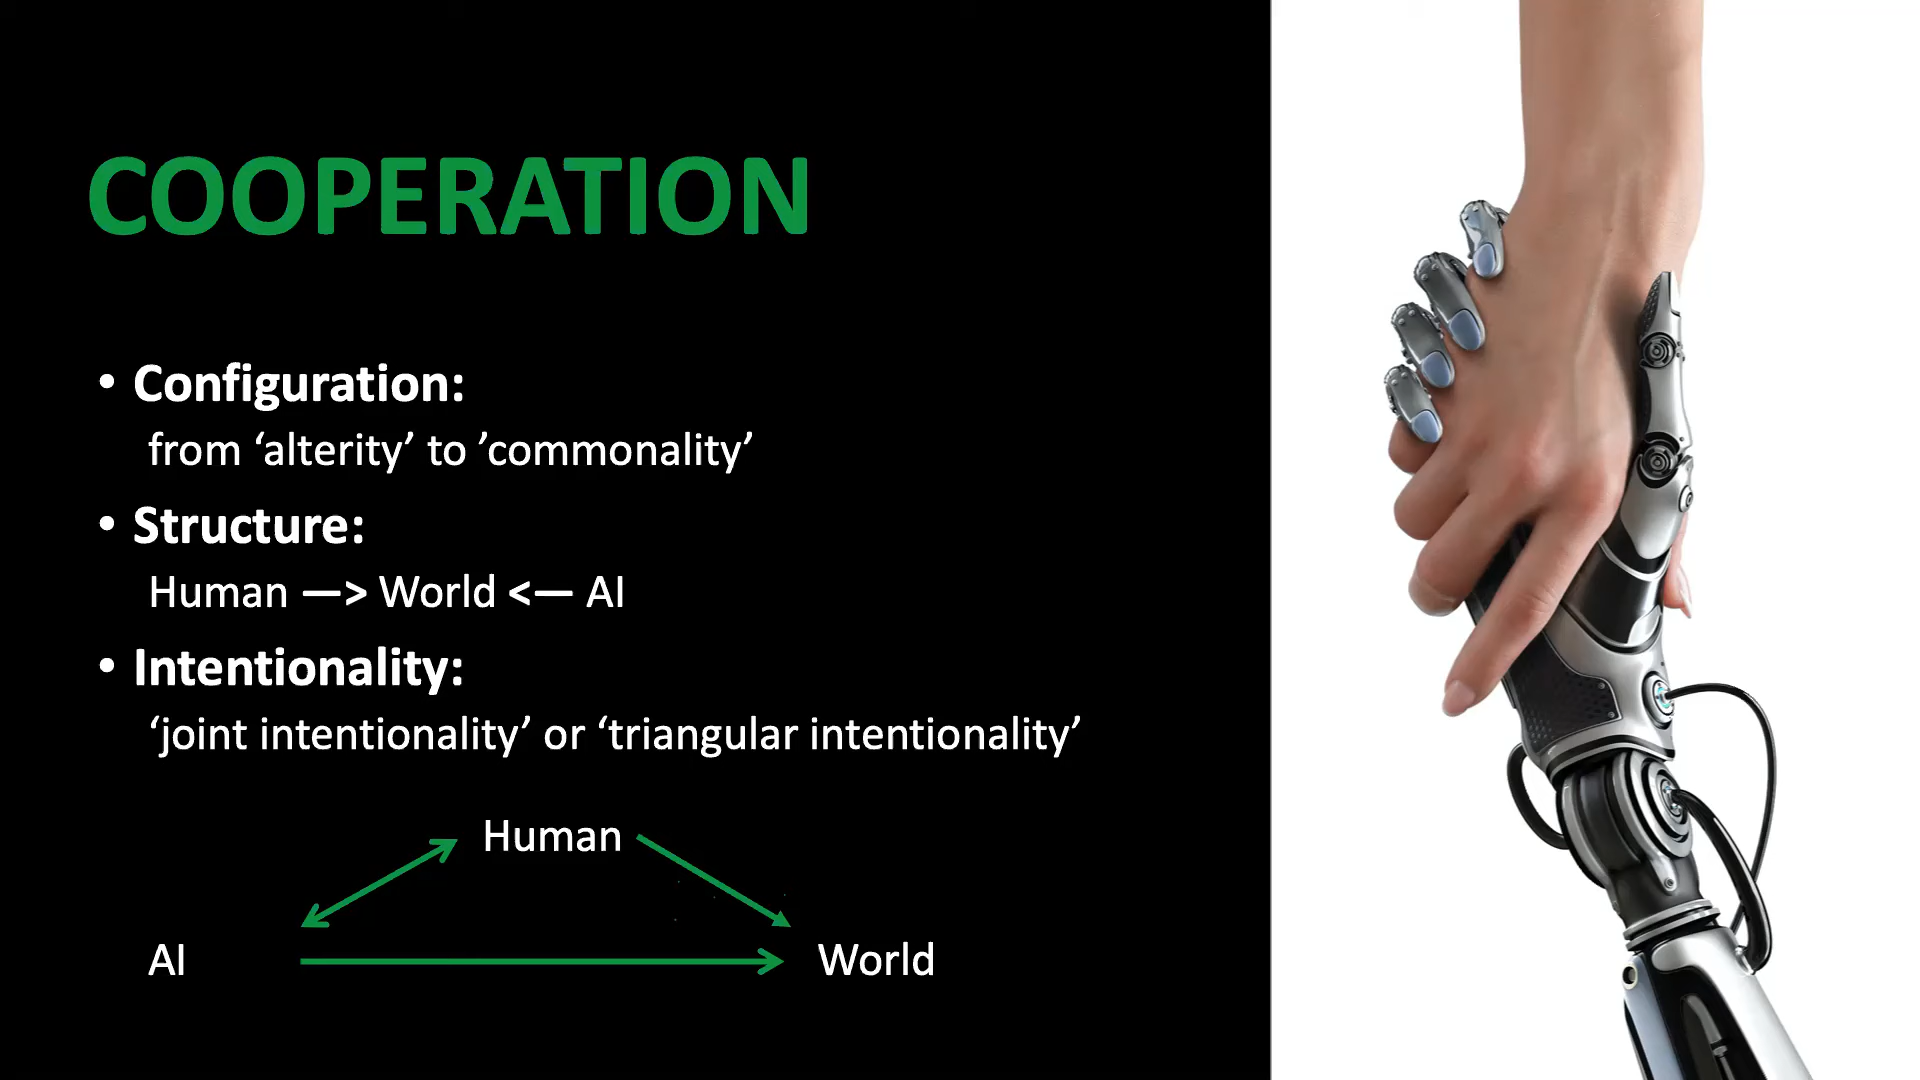 COOPERATION
• Configuration:
from ‘alterity’ to ’commonality’
• Structure:
Human —> World <— AI
• Intentionality:
‘joint intentionality’ or ‘triangular intentionality’
Human
AI
World